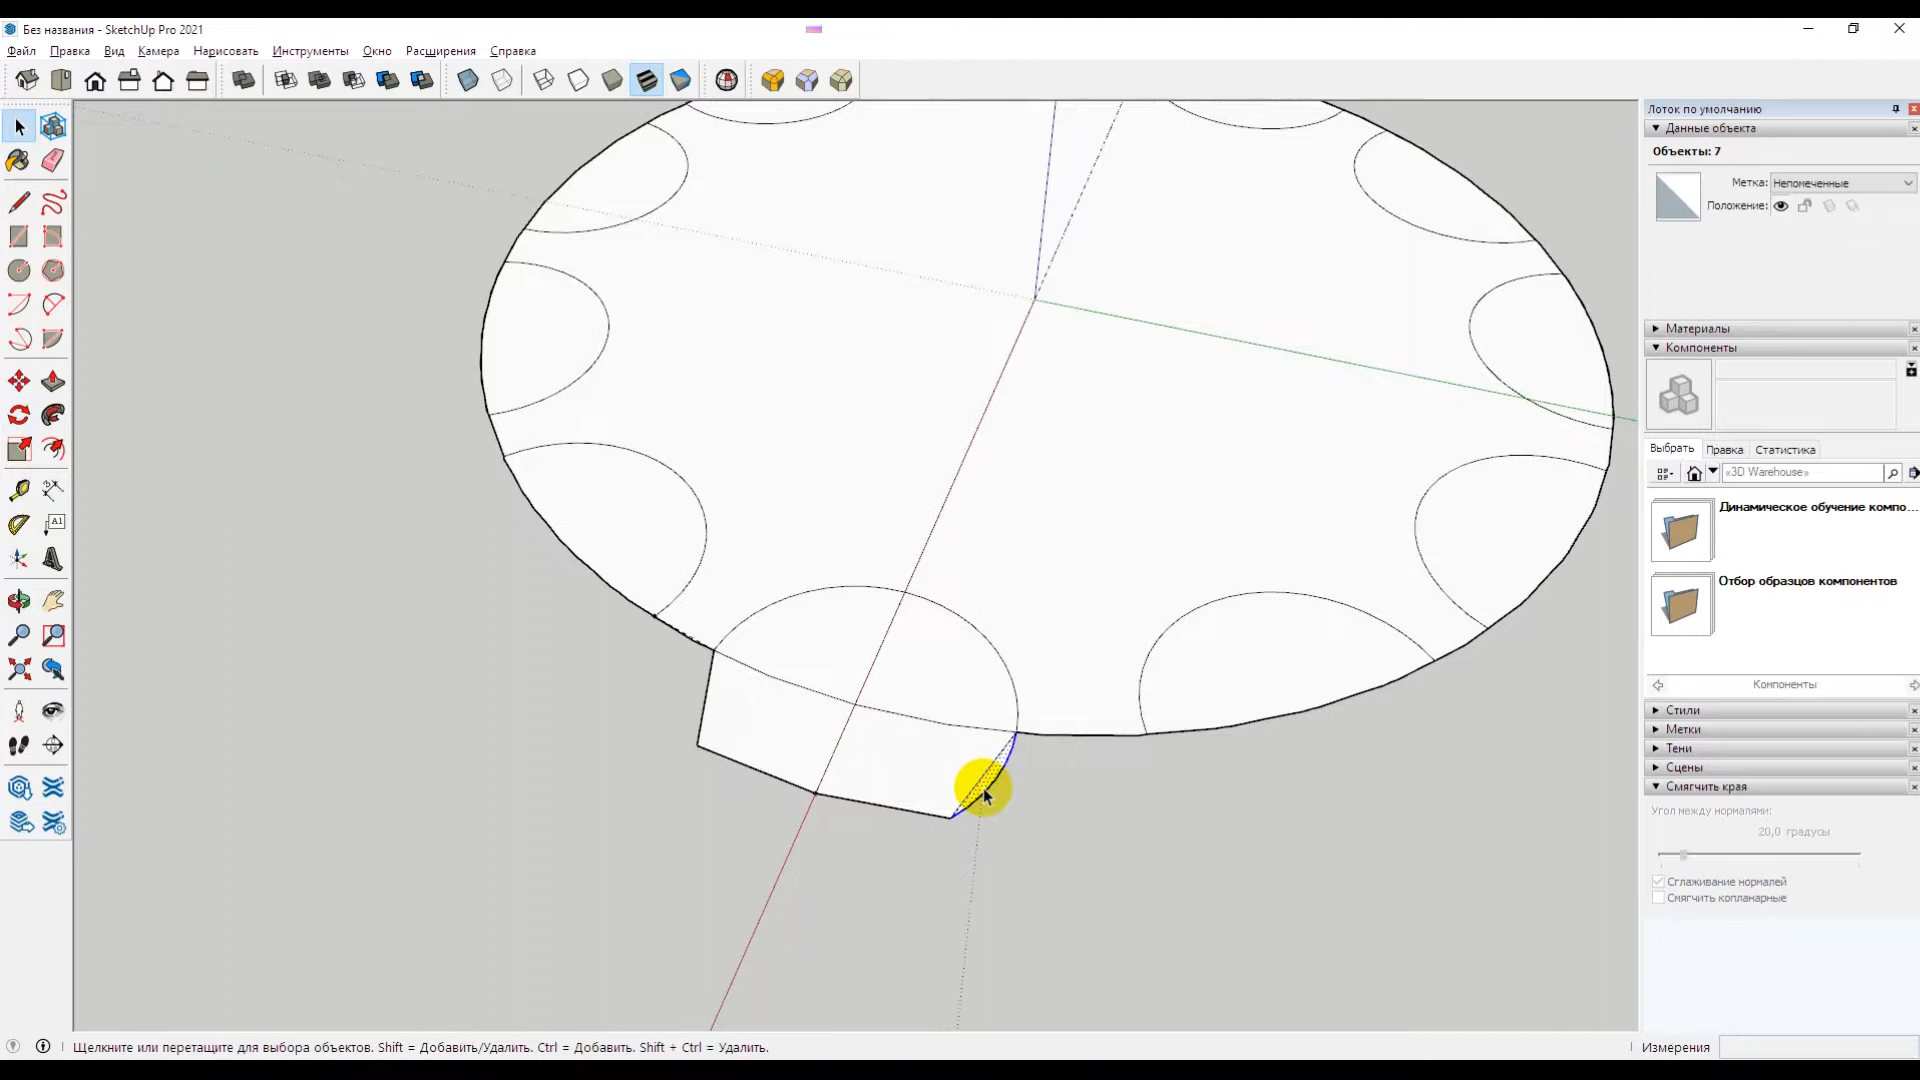 Без названия - SketchUp Pro 2021
Файл Правка Вид Камера Нарисовать Инструменты Окно Расширения Справка
Лоток по умолчанию
Данные объекта
Объекты: 7
Метка: Непомеченные
Положение:
Материалы
Компоненты
Выбрать Правка Статистика
«3D Warehouse»
Динамическое обучение компо...
Отбор образцов компонентов
Компоненты
Стили
Метки
Тени
Сцены
Смягчить края
Угол между нормалями:
20,0 градусы
Сглаживание нормалей
Смягчить копланарные
A1
Щелкните или перетащите для выбора объектов. Shift = Добавить/Удалить. Ctrl = Добавить. Shift + Ctrl = Удалить.
Измерения